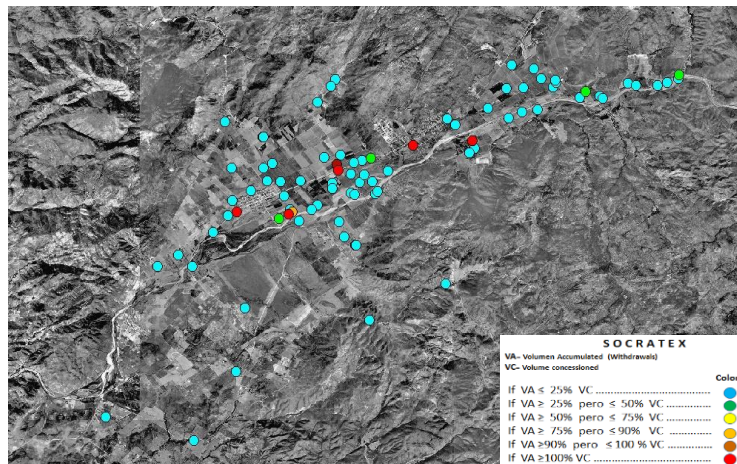 SOCRATEX
VA– Volumen Accumulated (Withdrawals)
VC– Volume concessioned
If VA ≤ 25% VC ..............................
If VA ≥ 25% pero ≤ 50% VC ................
If VA ≥ 50% pero ≤ 75% VC ................
If VA ≥ 75% pero ≤90% VC .................
If VA ≥90% pero ≤100 % VC ................
If VA ≥100% VC ..............................